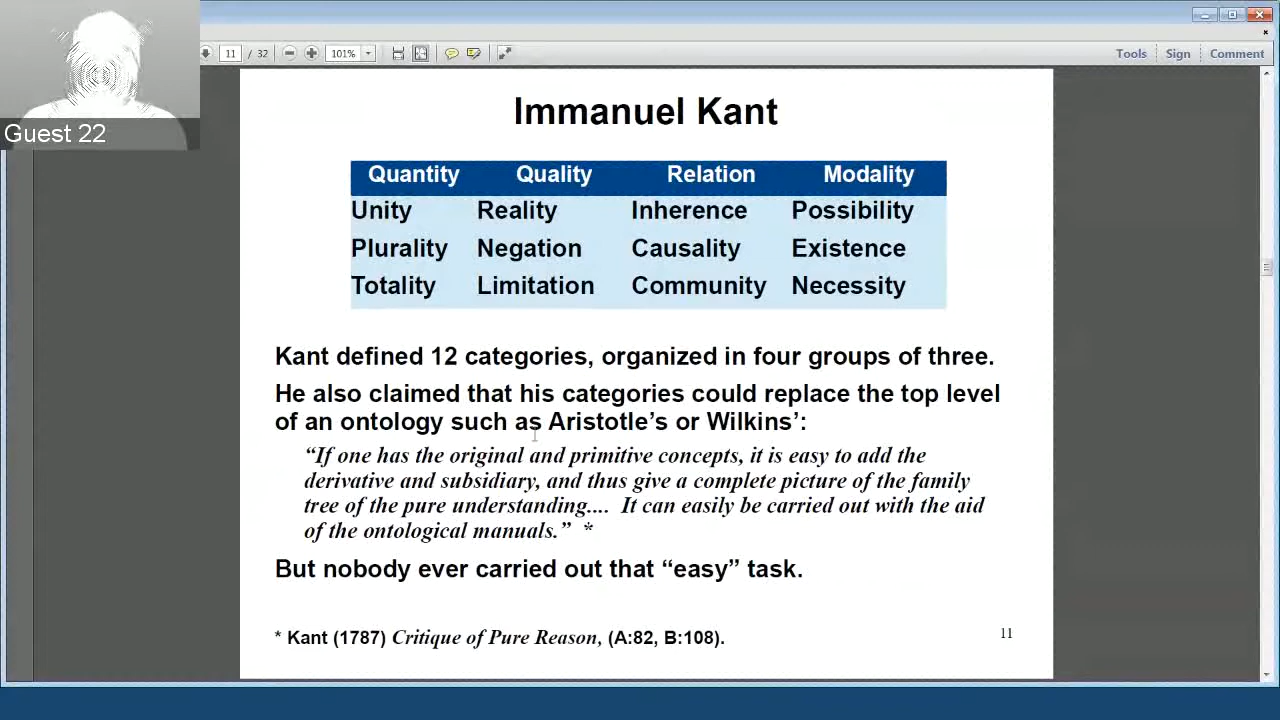 Guest 22
11 / 32
101%
Tools
Sign
Comment
Immanuel Kant
Quantity Quality Relation Modality
Unity Reality Inherence Possibility
Plurality Negation Causality Existence
Totality Limitation Community Necessity
Kant defined 12 categories, organized in four groups of three.
He also claimed that his categories could replace the top level
of an ontology such as Aristotle’s or Wilkins’:
“If one has the original and primitive concepts, it is easy to add the
derivative and subsidiary, and thus give a complete picture of the family
tree of the pure understanding.... It can easily be carried out with the aid
of the ontological manuals.” *
But nobody ever carried out that “easy” task.
* Kant (1787) Critique of Pure Reason, (A:82, B:108).
11